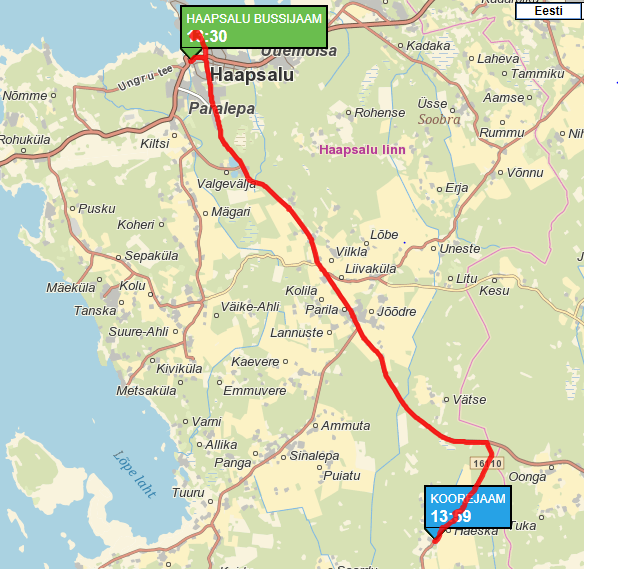 Eesti
HAAPSALU BUSSIJAAM
Uuemõisa
Kadaka
Laheva
Tammiku
Haapsalu
Ungru tee
Nõmme
Paralepa
Aamse
Üsse
Rohense
Soobra
Rummu
Rohuküla
Kiltsi
Haapsalu linn
Valgevälja
Võnnu
Erja
Pusku
Mägari
Koheri
Lõbe
Sepaküla
Vilkla
Uneste
Liivaküla
Litu
Mäeküla
Kolu
Kolila
Kesu
Tanska
Väike-Ahli
Parila
Jõõdre
Suure-Ahli
Lannuste
Kaevere
Kiviküla
Metsaküla
Emmuvere
Vätse
Vami
Ammuta
Allika
Panga
Sinalepa
Lõpe laht
Puiatu
Oonga
Tuuru
KOOREJAAM
Tuka
Haeska